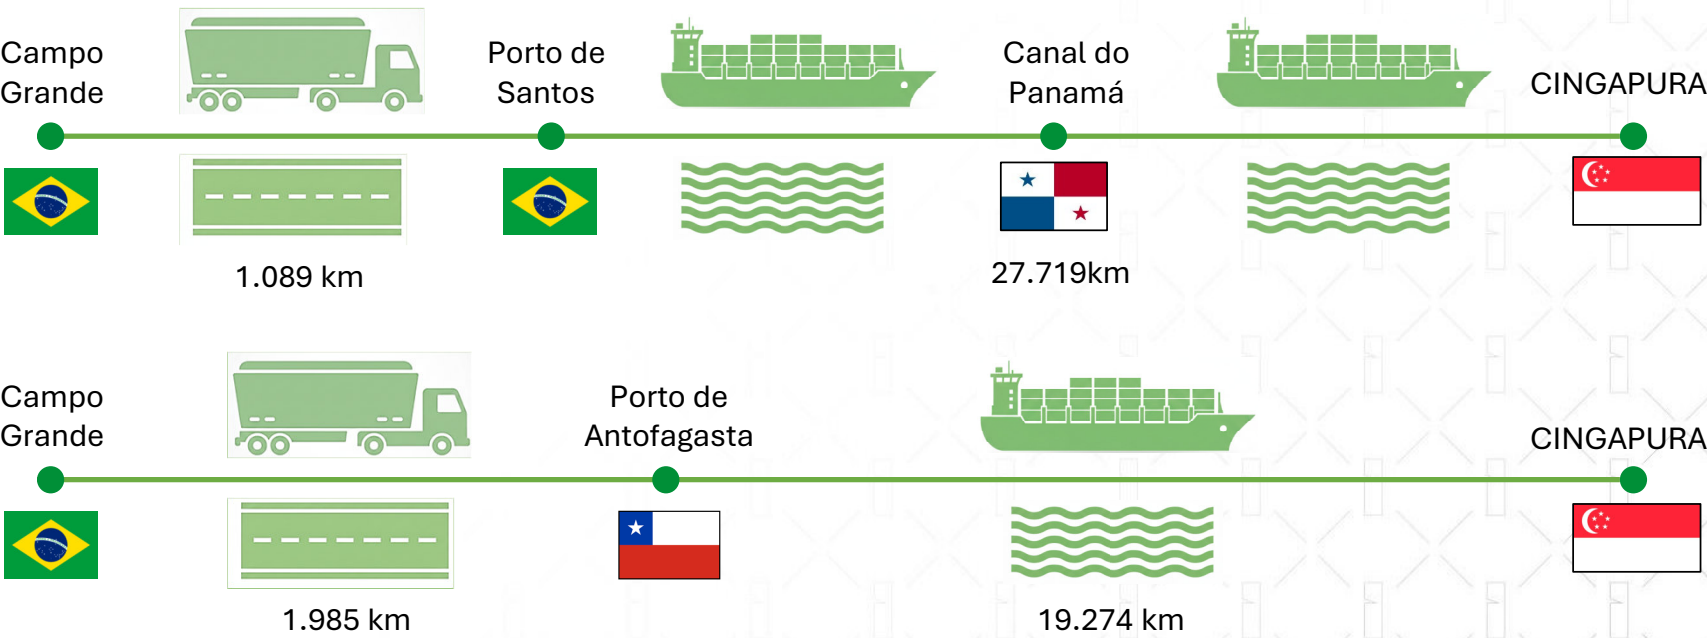 Campo
Grande
Porto de
Santos
Canal do
Panamá
CINGAPURA
1.089 km
27.719km
Campo
Grande
Porto de
Antofagasta
CINGAPURA
1.985 km
19.274 km